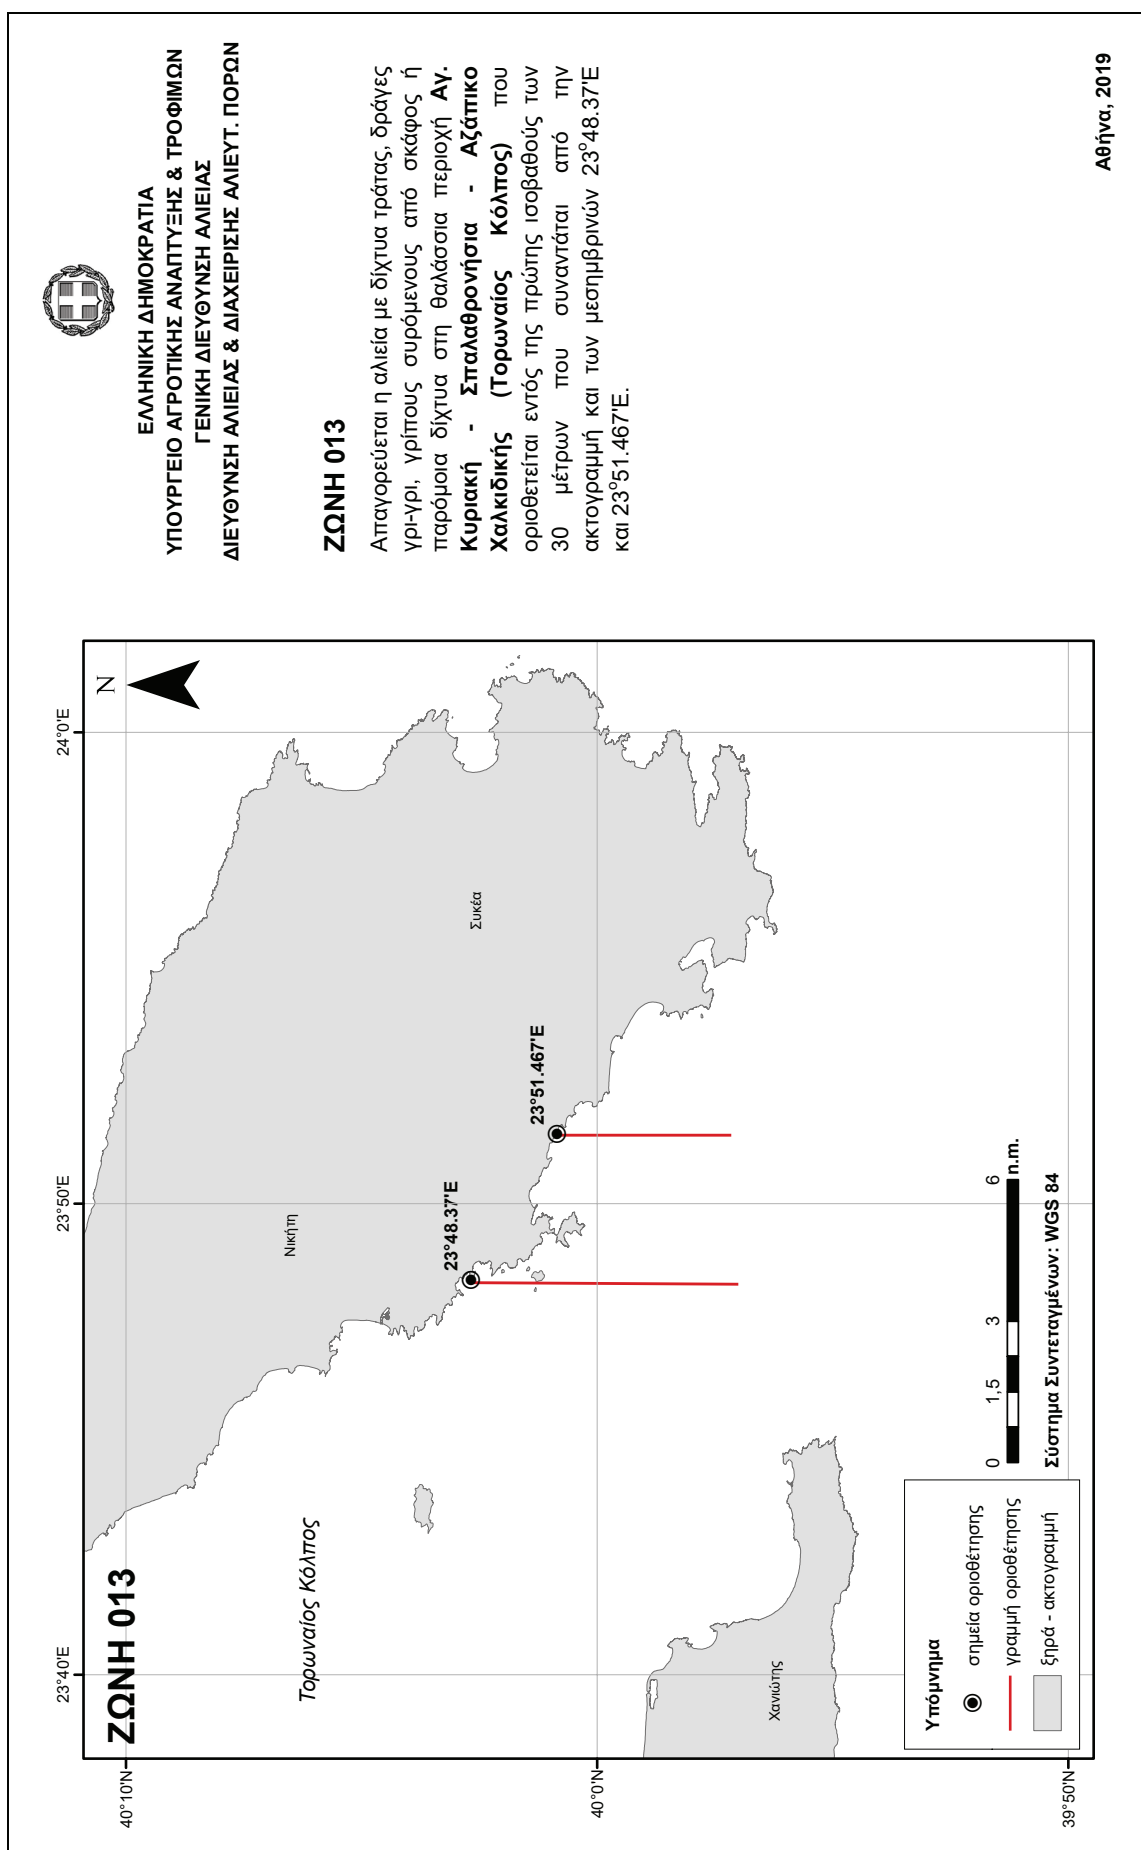 ΕΛΛΗΝΙΚΗ ΔΗΜΟΚΡΑΤΙΑ
ΥΠΟΥΡΓΕΙΟ ΑΓΡΟΤΙΚΗΣ ΑΝΑΠΤΥΞΗΣ & ΤΡΟΦΙΜΩΝ
ΓΕΝΙΚΗ ΔΙΕΥΘΥΝΣΗ ΑΛΙΕΙΑΣ
ΔΙΕΥΘΥΝΣΗ ΑΛΙΕΙΑΣ & ΔΙΑΧΕΙΡΙΣΗΣ ΑΛΙΕΥΤ. ΠΟΡΩΝ
ΖΩΝΗ 013
Απαγορεύεται η αλιεία με δίχτυα τράτας, δράγες
γρι-γρι, γρίπους συρόμενους από σκάφος ή
παρόμοια δίχτυα στη θαλάσσια περιοχή Αγ.
Κυριακή - Σπαλαθρονήσια - Αζάπικο
Χαλκιδικής (Τορωναίος Κόλπος) που
οριοθετείται εντός της πρώτης ισοβαθούς των
30 μέτρων που συναντάται από την
ακτογραμμή και των μεσημβρινών 23°48.37'E
και 23°51.467'E.
Αθήνα, 2019
ΖΩΝΗ 013
23°40'E
23°50'E
24°0'E
N
40°10'N
40°0'N
39°50'N
Τορωναίος Κόλπος
Νικήτη
Συκέα
Χανιώτης
23°48.37'E
23°51.467'E
Υπόμνημα
σημεία οριοθέτησης
γραμμή οριοθέτησης
ξηρά - ακτογραμμή
0 1,5 3 6
n.m.
Σύστημα Συντεταγμένων: WGS 84